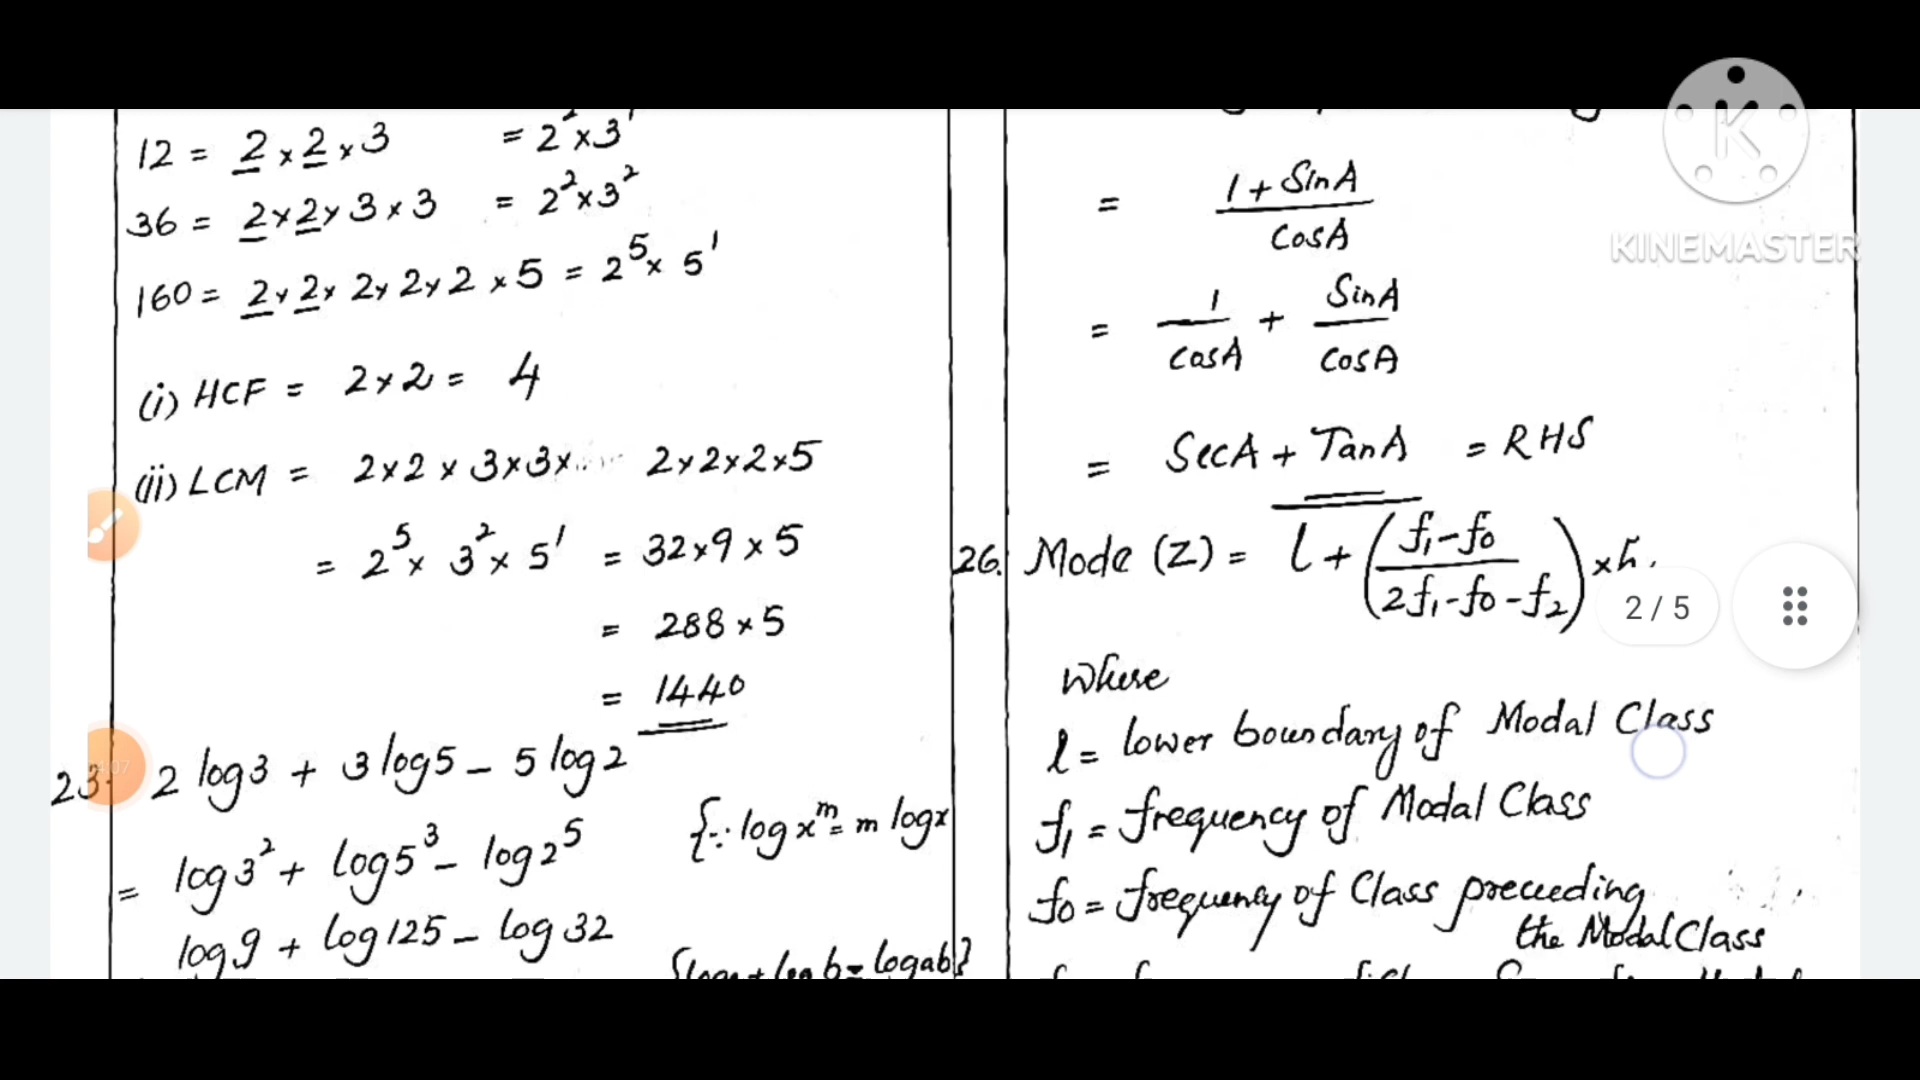 12 = 2 × 2 × 3 = 2² × 3¹
36 = 2 × 2 × 3 × 3 = 2² × 3²
160 = 2 × 2 × 2 × 2 × 2 × 5 = 2⁵ × 5¹
(i) HCF = 2 × 2 = 4
(ii) LCM = 2 × 2 × 3 × 3 × 2 × 2 × 2 × 5
= 2⁵ × 3² × 5¹ = 32 × 9 × 5
= 288 × 5
= 1440
23. 2 log3 + 3 log5 – 5 log2
= log3² + log5³ – log2⁵ {∵ log xᵐ = m logx
log9 + log125 – log32
logab}
= (1 + SinA) / CosA
= 1 / CosA + SinA / CosA
= SecA + TanA = RHS
26. Mode (Z) = l + ( (f₁ - f₀) / (2f₁ - f₀ - f₂) ) × h.
Where
l = lower boundary of Modal Class
f₁ = frequency of Modal Class
f₀ = frequency of Class preceeding
the Modal Class
K
KINEMASTER
2 / 5